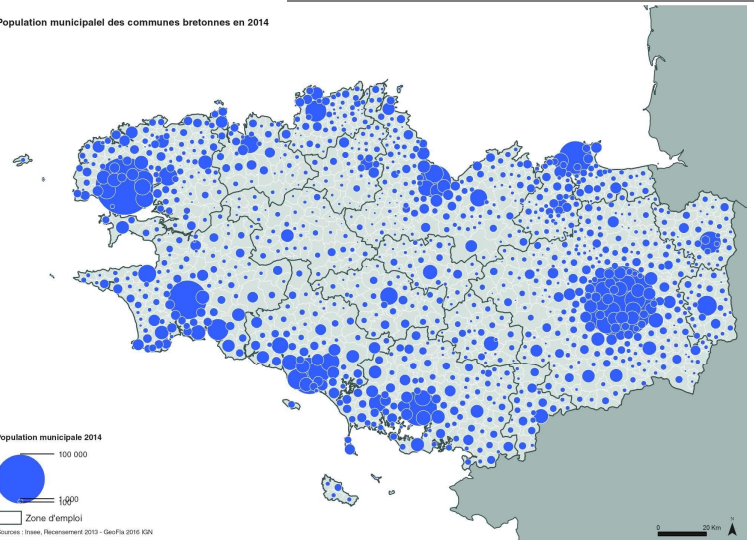 Population municipalel des communes bretonnes en 2014
Population municipale 2014
100 000
1 000
100
Zone d'emploi
Sources : Insee, Recensement 2013 - GeoFla 2016 IGN
0 20 Km
N